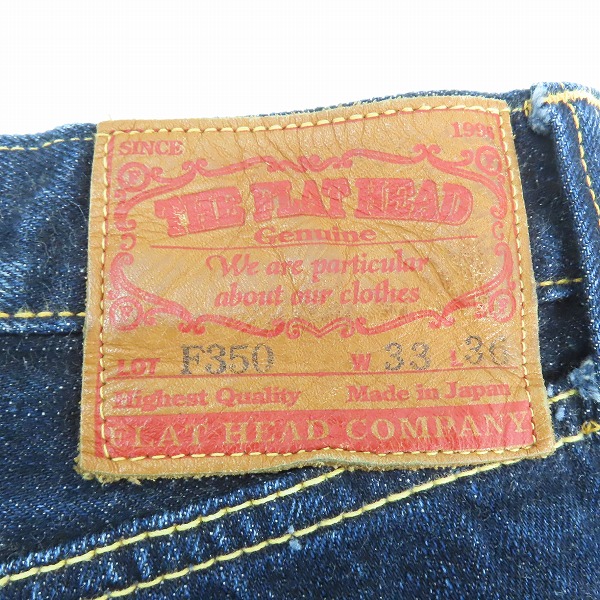 SINCE 1996
THE FLAT HEAD
Genuine
We are particular
about our clothes
LOT F350 W 33 L 36
Highest Quality Made in Japan
FLAT HEAD COMPANY